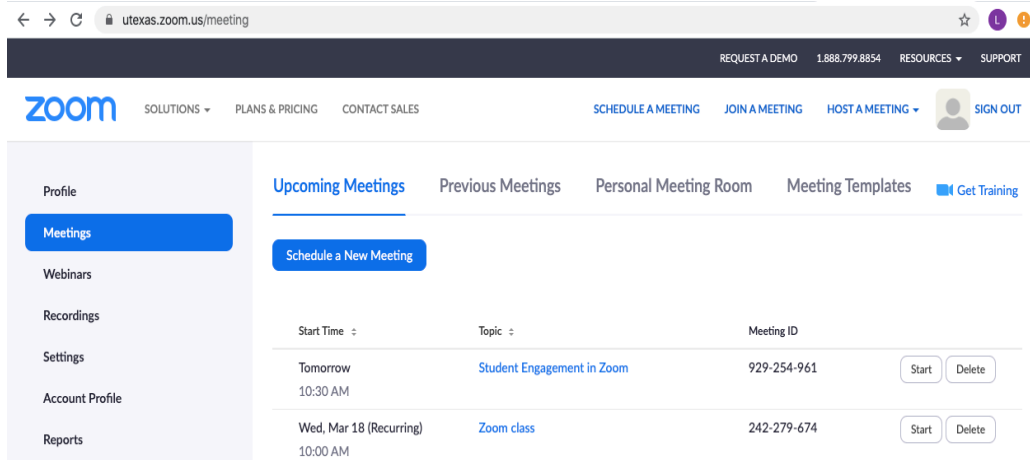 utexas.zoom.us/meeting
L
REQUEST A DEMO 1.888.799.8854 RESOURCES SUPPORT
zoom SOLUTIONS PLANS & PRICING CONTACT SALES SCHEDULE A MEETING JOIN A MEETING HOST A MEETING SIGN OUT
Profile
Meetings
Webinars
Recordings
Settings
Account Profile
Reports
Upcoming Meetings Previous Meetings Personal Meeting Room Meeting Templates Get Training
Schedule a New Meeting
Start Time Topic Meeting ID
Tomorrow Student Engagement in Zoom 929-254-961 Start Delete
10:30 AM
Wed, Mar 18 (Recurring) Zoom class 242-279-674 Start Delete
10:00 AM